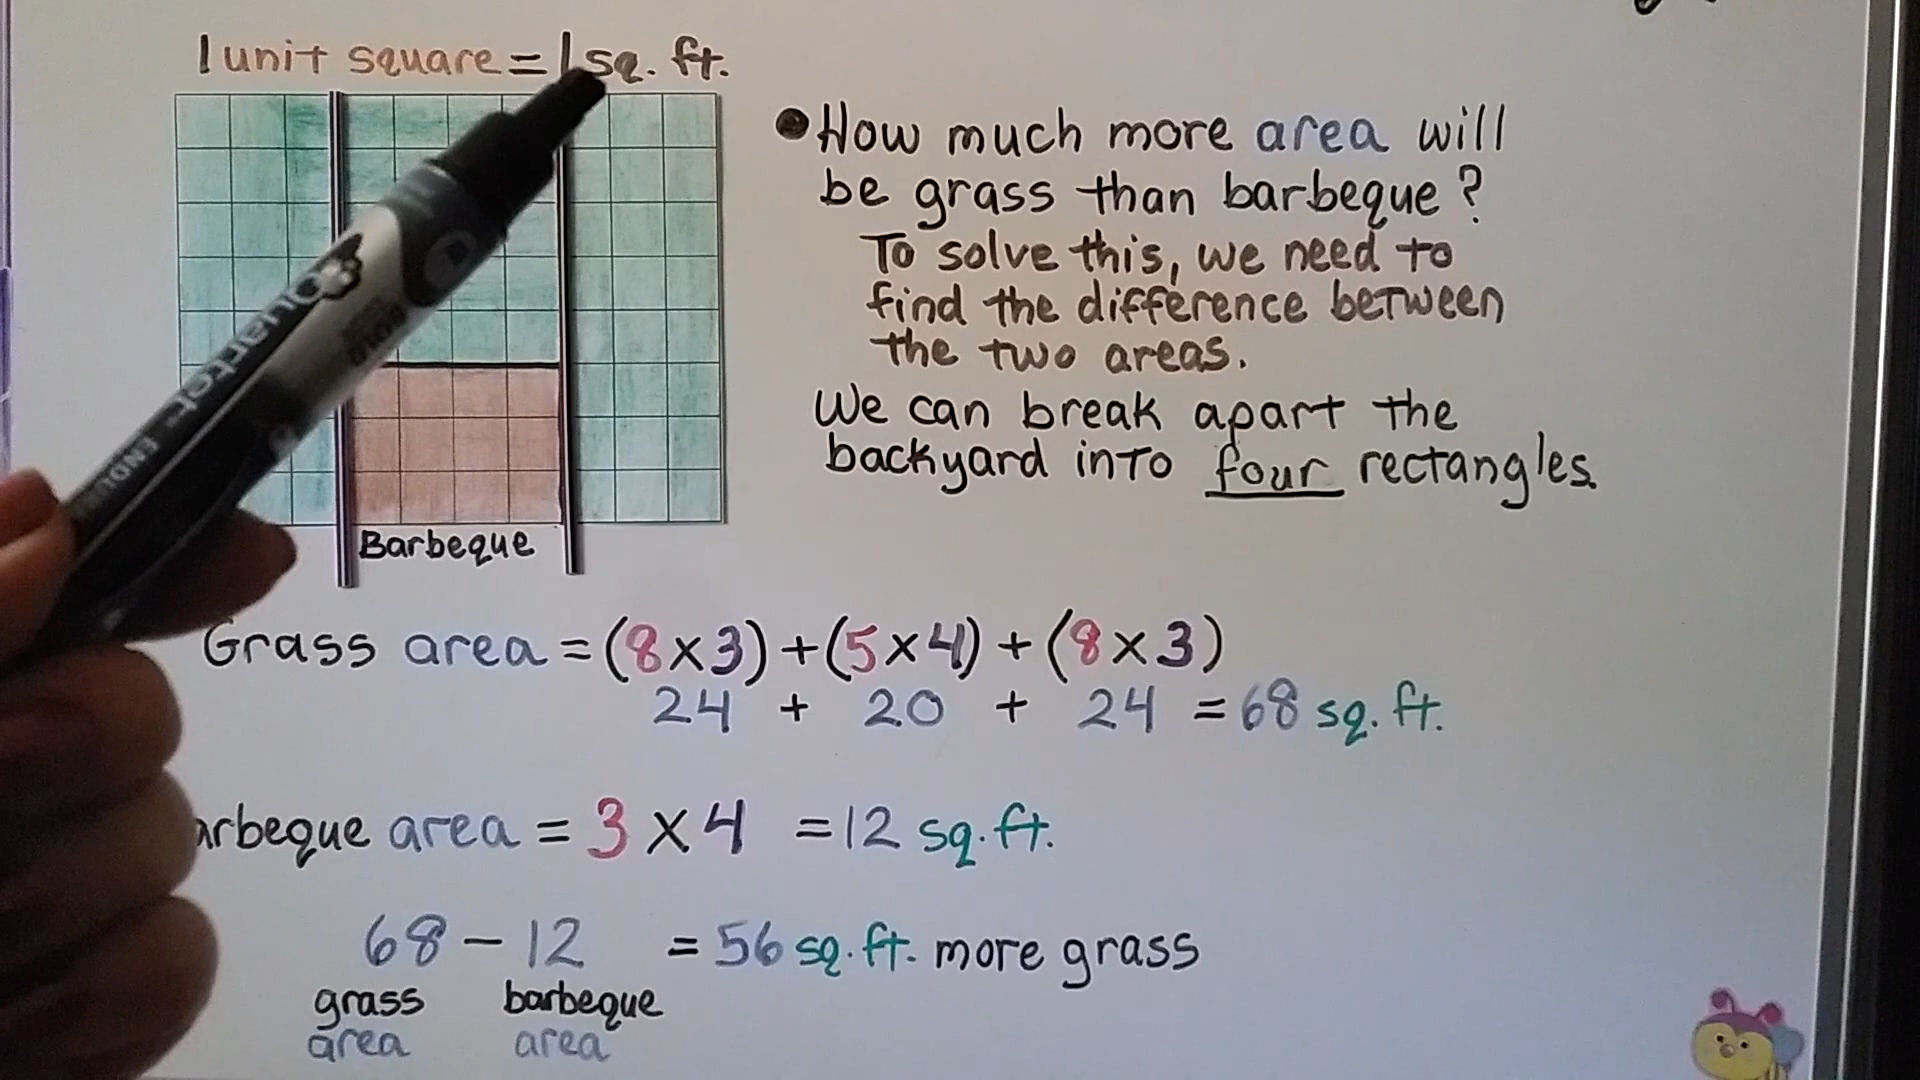 1 unit square = 1 sq. ft.
• How much more area will
be grass than barbeque?
To solve this, we need to
find the difference between
the two areas.
We can break apart the
backyard into four rectangles.
Barbeque
Quartet
Grass area = (8 x 3) + (5 x 4) + (8 x 3)
24 + 20 + 24 = 68 sq. ft.
arbeque area = 3 x 4 = 12 sq. ft.
68 - 12 = 56 sq. ft. more grass
grass barbeque
area area